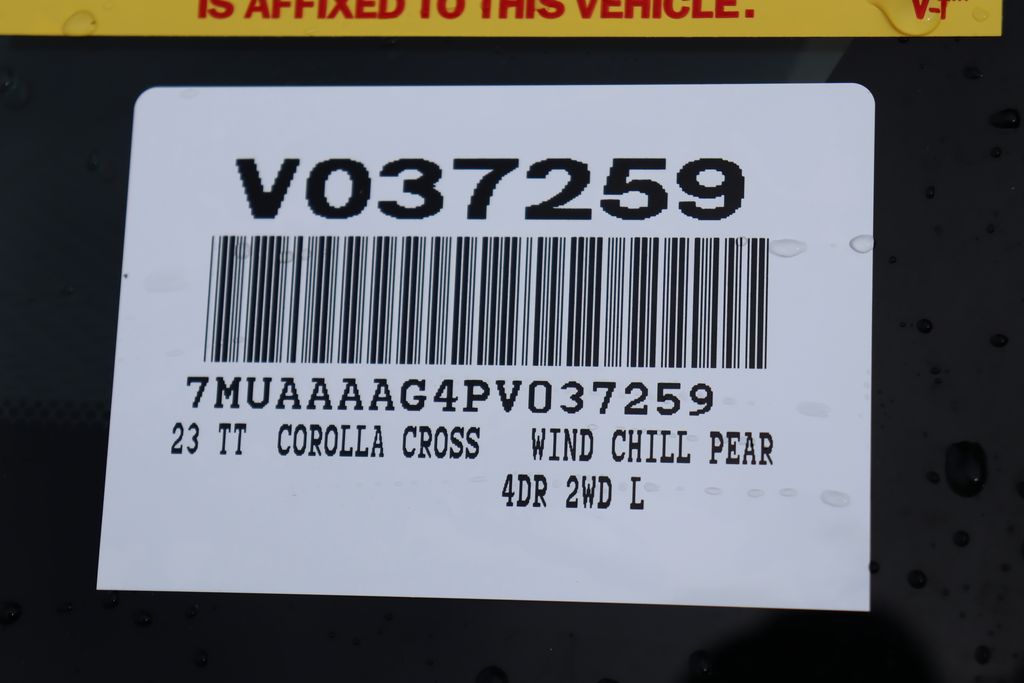 IS AFFIXED TO THIS VEHICLE.
V037259
7MUAAAAG4PV037259
23 TT COROLLA CROSS WIND CHILL PEAR
4DR 2WD L